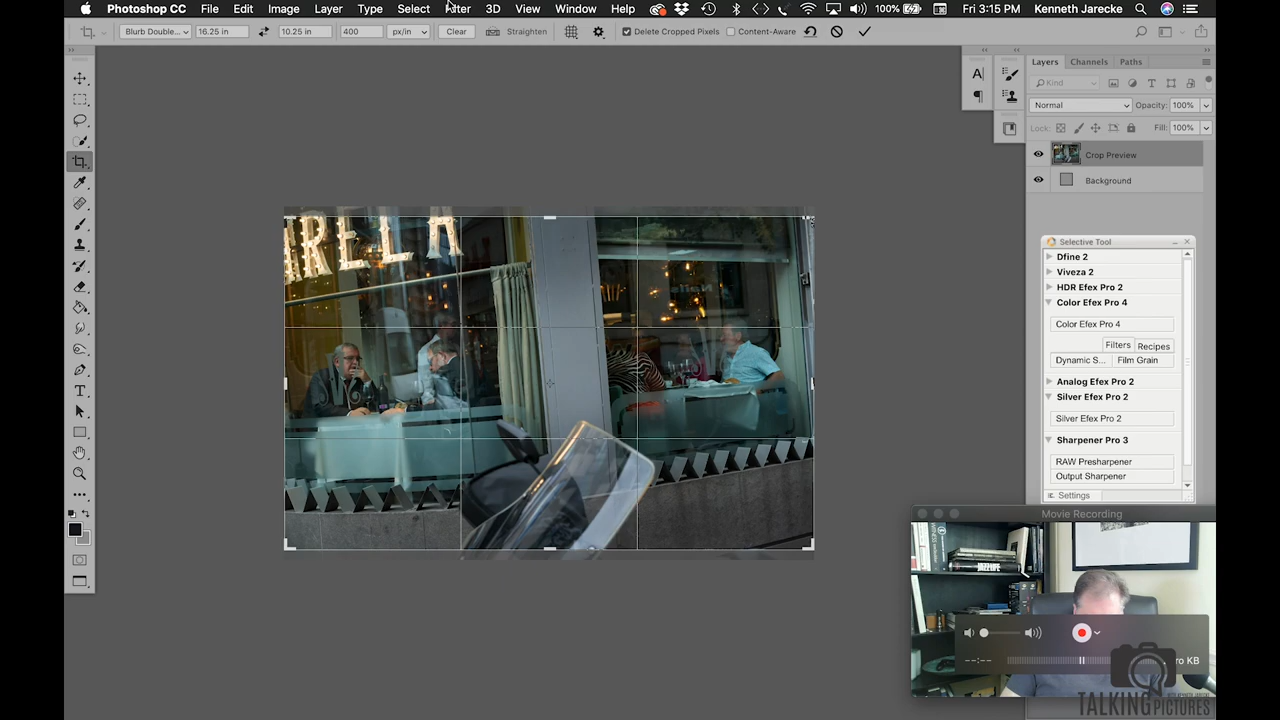 Photoshop CC File Edit Image Layer Type Select Filter 3D View Window Help 100% Fri 3:15 PM Kenneth Jarecke
Blurb Double... 16.25 in 10.25 in 400 px/in Clear Straighten Delete Cropped Pixels Content-Aware
Layers Channels Paths
Kind
Normal Opacity: 100%
Lock: Fill: 100%
Crop Preview
Background
Selective Tool
Dfine 2
Viveza 2
HDR Efex Pro 2
Color Efex Pro 4
Color Efex Pro 4
Filters Recipes
Dynamic S... Film Grain
Analog Efex Pro 2
Silver Efex Pro 2
Silver Efex Pro 2
Sharpener Pro 3
RAW Presharpener
Output Sharpener
Settings
Movie Recording
RELLA
JAZZ LIFE
--:-- KB
TALKING
PICTURES